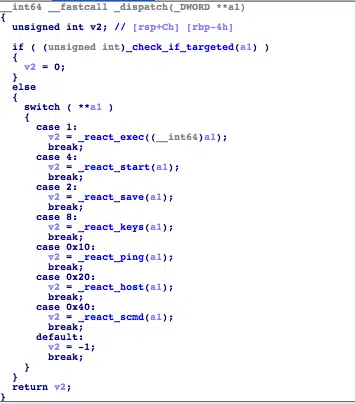 __int64 __fastcall _dispatch(_DWORD **a1)
{
unsigned int v2; // [rsp+Ch] [rbp-4h]
if ( (unsigned int)_check_if_targeted(a1) )
{
v2 = 0;
}
else
{
switch ( **a1 )
{
case 1:
v2 = _react_exec((__int64)a1);
break;
case 4:
v2 = _react_start(a1);
break;
case 2:
v2 = _react_save(a1);
break;
case 8:
v2 = _react_keys(a1);
break;
case 0x10:
v2 = _react_ping(a1);
break;
case 0x20:
v2 = _react_host(a1);
break;
case 0x40:
v2 = _react_scmd(a1);
break;
default:
v2 = -1;
break;
}
}
return v2;
}